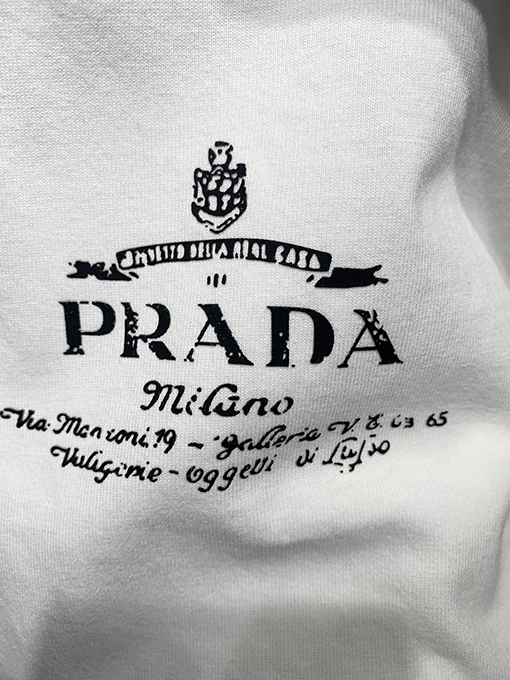 PRADA
Milano
Via Manzoni.19 - galleria V. E. 63 65
Valigerie - oggetti di Lusso